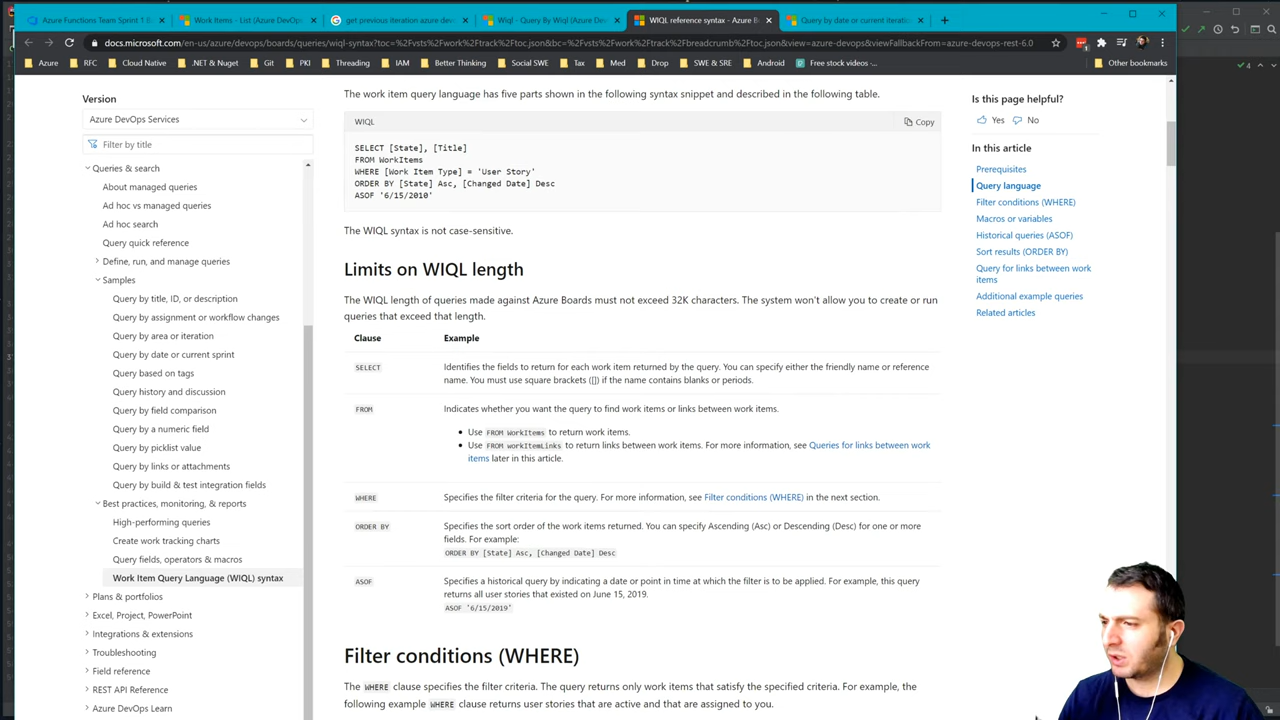 Azure Functions Team Sprint 1 B
Work Items - List (Azure DevOps
get previous iteration azure dev
Wiql - Query By Wiql (Azure Dev
WIQL reference syntax - Azure B
Query by date or current iteratio
docs.microsoft.com/en-us/azure/devops/boards/queries/wiql-syntax?toc=%2Fvsts%2Fwork%2Ftrack%2Ftoc.json&bc=%2Fvsts%2Fwork%2Ftrack%2Fbreadcrumb%2Ftoc.json&view=azure-devops&viewFallbackFrom=azure-devops-rest-6.0
Azure
RFC
Cloud Native
.NET & Nuget
Git
PKI
Threading
IAM
Better Thinking
Social SWE
Tax
Med
Drop
SWE & SRE
Android
Free stock videos -...
Other bookmarks
Version
Azure DevOps Services
Filter by title
Queries & search
About managed queries
Ad hoc vs managed queries
Ad hoc search
Query quick reference
Define, run, and manage queries
Samples
Query by title, ID, or description
Query by assignment or workflow changes
Query by area or iteration
Query by date or current sprint
Query based on tags
Query history and discussion
Query by field comparison
Query by a numeric field
Query by picklist value
Query by links or attachments
Query by build & test integration fields
Best practices, monitoring, & reports
High-performing queries
Create work tracking charts
Query fields, operators & macros
Work Item Query Language (WIQL) syntax
Plans & portfolios
Excel, Project, PowerPoint
Integrations & extensions
Troubleshooting
Field reference
REST API Reference
Azure DevOps Learn
The work item query language has five parts shown in the following syntax snippet and described in the following table.
WIQL
Copy
SELECT [State], [Title]
FROM WorkItems
WHERE [Work Item Type] = 'User Story'
ORDER BY [State] Asc, [Changed Date] Desc
ASOF '6/15/2010'
The WIQL syntax is not case-sensitive.
Limits on WIQL length
The WIQL length of queries made against Azure Boards must not exceed 32K characters. The system won't allow you to create or run
queries that exceed that length.
Clause
Example
SELECT
Identifies the fields to return for each work item returned by the query. You can specify either the friendly name or reference
name. You must use square brackets ([]) if the name contains blanks or periods.
FROM
Indicates whether you want the query to find work items or links between work items.
• Use FROM WorkItems to return work items.
• Use FROM workItemLinks to return links between work items. For more information, see Queries for links between work
items later in this article.
WHERE
Specifies the filter criteria for the query. For more information, see Filter conditions (WHERE) in the next section.
ORDER BY
Specifies the sort order of the work items returned. You can specify Ascending (Asc) or Descending (Desc) for one or more
fields. For example:
ORDER BY [State] Asc, [Changed Date] Desc
ASOF
Specifies a historical query by indicating a date or point in time at which the filter is to be applied. For example, this query
returns all user stories that existed on June 15, 2019.
ASOF '6/15/2019'
Filter conditions (WHERE)
The WHERE clause specifies the filter criteria. The query returns only work items that satisfy the specified criteria. For example, the
following example WHERE clause returns user stories that are active and that are assigned to you.
Is this page helpful?
Yes
No
In this article
Prerequisites
Query language
Filter conditions (WHERE)
Macros or variables
Historical queries (ASOF)
Sort results (ORDER BY)
Query for links between work
items
Additional example queries
Related articles